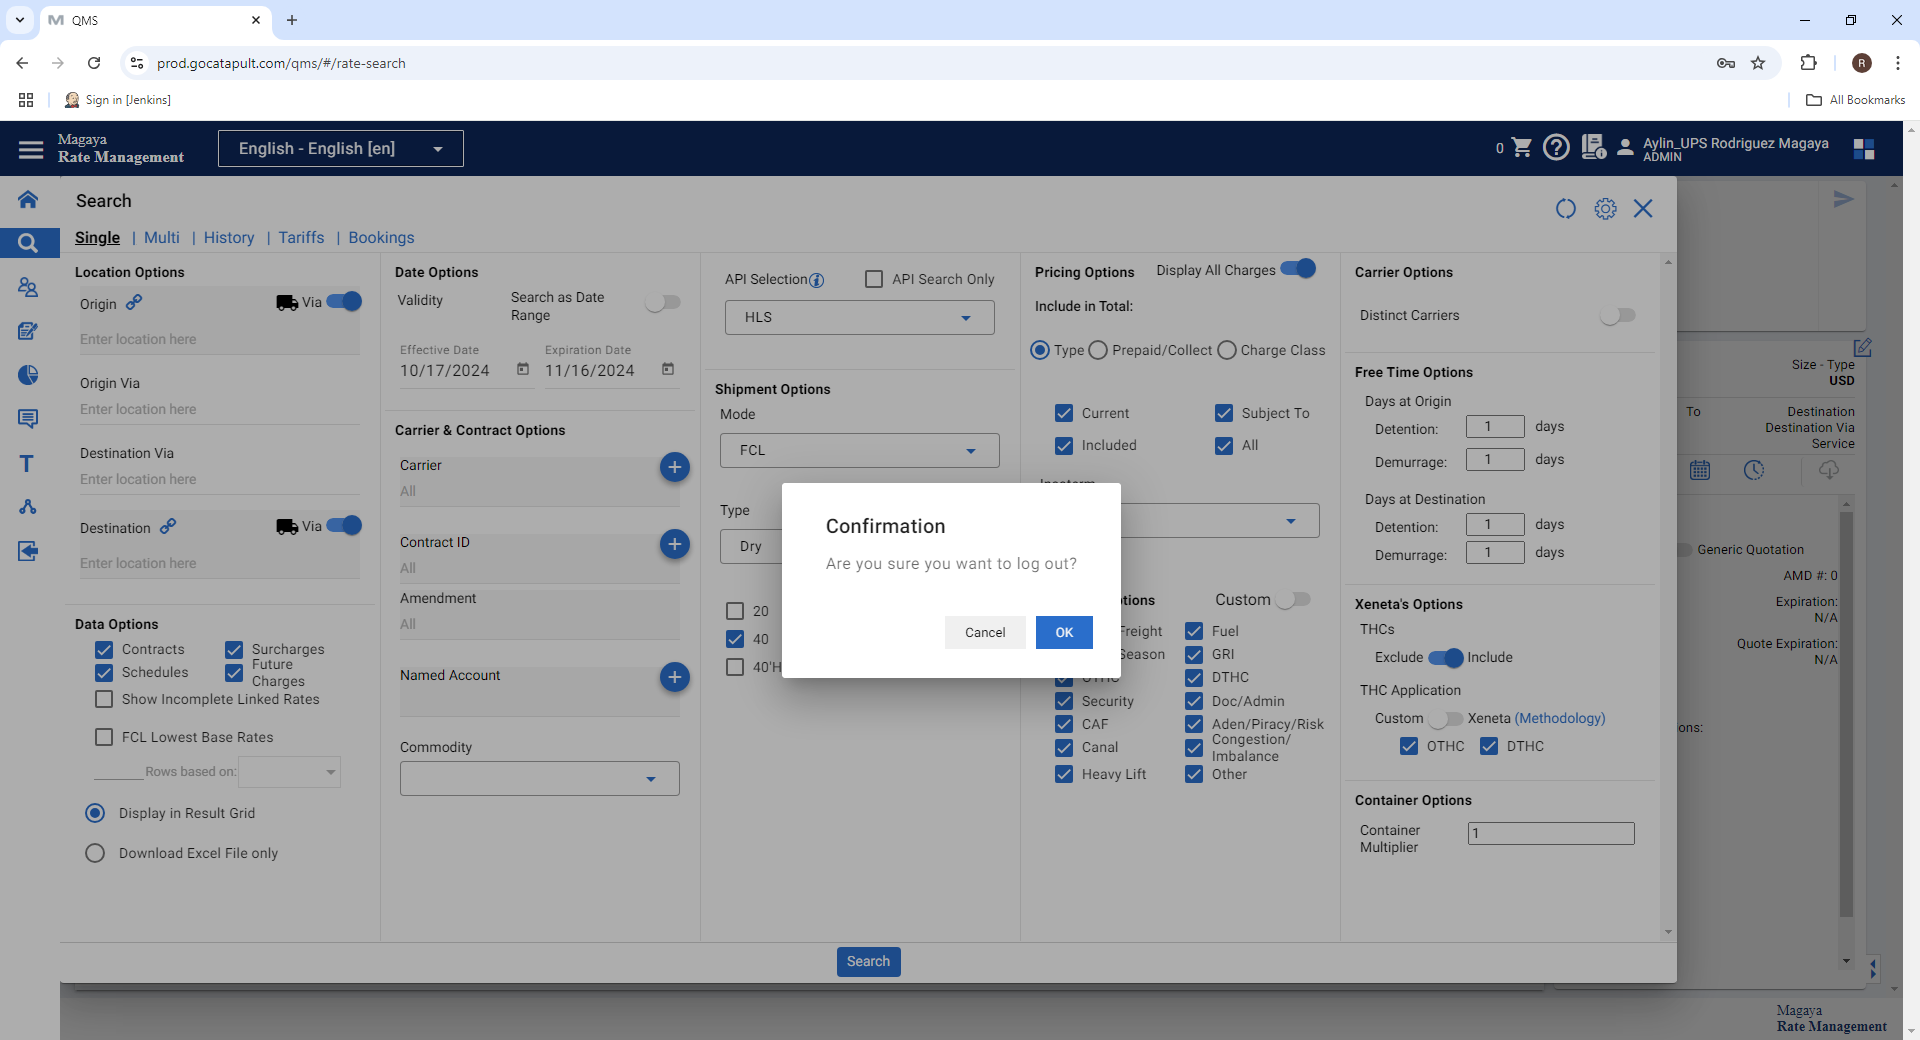 QMS
prod.gocatapult.com/qms/#/rate-search
R
Sign in [Jenkins]
All Bookmarks
Magaya
Rate Management
English - English [en]
0
Aylin_UPS Rodriguez Magaya
ADMIN
Search
Single | Multi | History | Tariffs | Bookings
Location Options
Origin
Via
Enter location here
Origin Via
Enter location here
Destination Via
Enter location here
Destination
Via
Enter location here
Data Options
Contracts
Surcharges
Schedules
Future
Charges
Show Incomplete Linked Rates
FCL Lowest Base Rates
Rows based on:
Display in Result Grid
Download Excel File only
Date Options
Validity
Search as Date
Range
Effective Date
Expiration Date
10/17/2024
11/16/2024
Carrier & Contract Options
Carrier
All
Contract ID
All
Amendment
All
Named Account
Commodity
API Selection
API Search Only
HLS
Shipment Options
Mode
FCL
Type
Dry
20
40
40'H
Confirmation
Are you sure you want to log out?
Cancel
OK
Pricing Options
Display All Charges
Include in Total:
Type
Prepaid/Collect
Charge Class
Current
Subject To
Included
All
ptions
Custom
Freight
Fuel
Season
GRI
OTHC
DTHC
Security
Doc/Admin
CAF
Aden/Piracy/Risk
Canal
Congestion/
Imbalance
Heavy Lift
Other
Carrier Options
Distinct Carriers
Free Time Options
Days at Origin
Detention: 1 days
Demurrage: 1 days
Days at Destination
Detention: 1 days
Demurrage: 1 days
Xeneta's Options
THCs
Exclude
Include
THC Application
Custom
Xeneta (Methodology)
OTHC
DTHC
Container Options
Container
Multiplier
1
Search
Size - Type
USD
To
Destination
Destination Via
Service
Generic Quotation
AMD #: 0
Expiration:
N/A
Quote Expiration:
N/A
ons:
Magaya
Rate Management